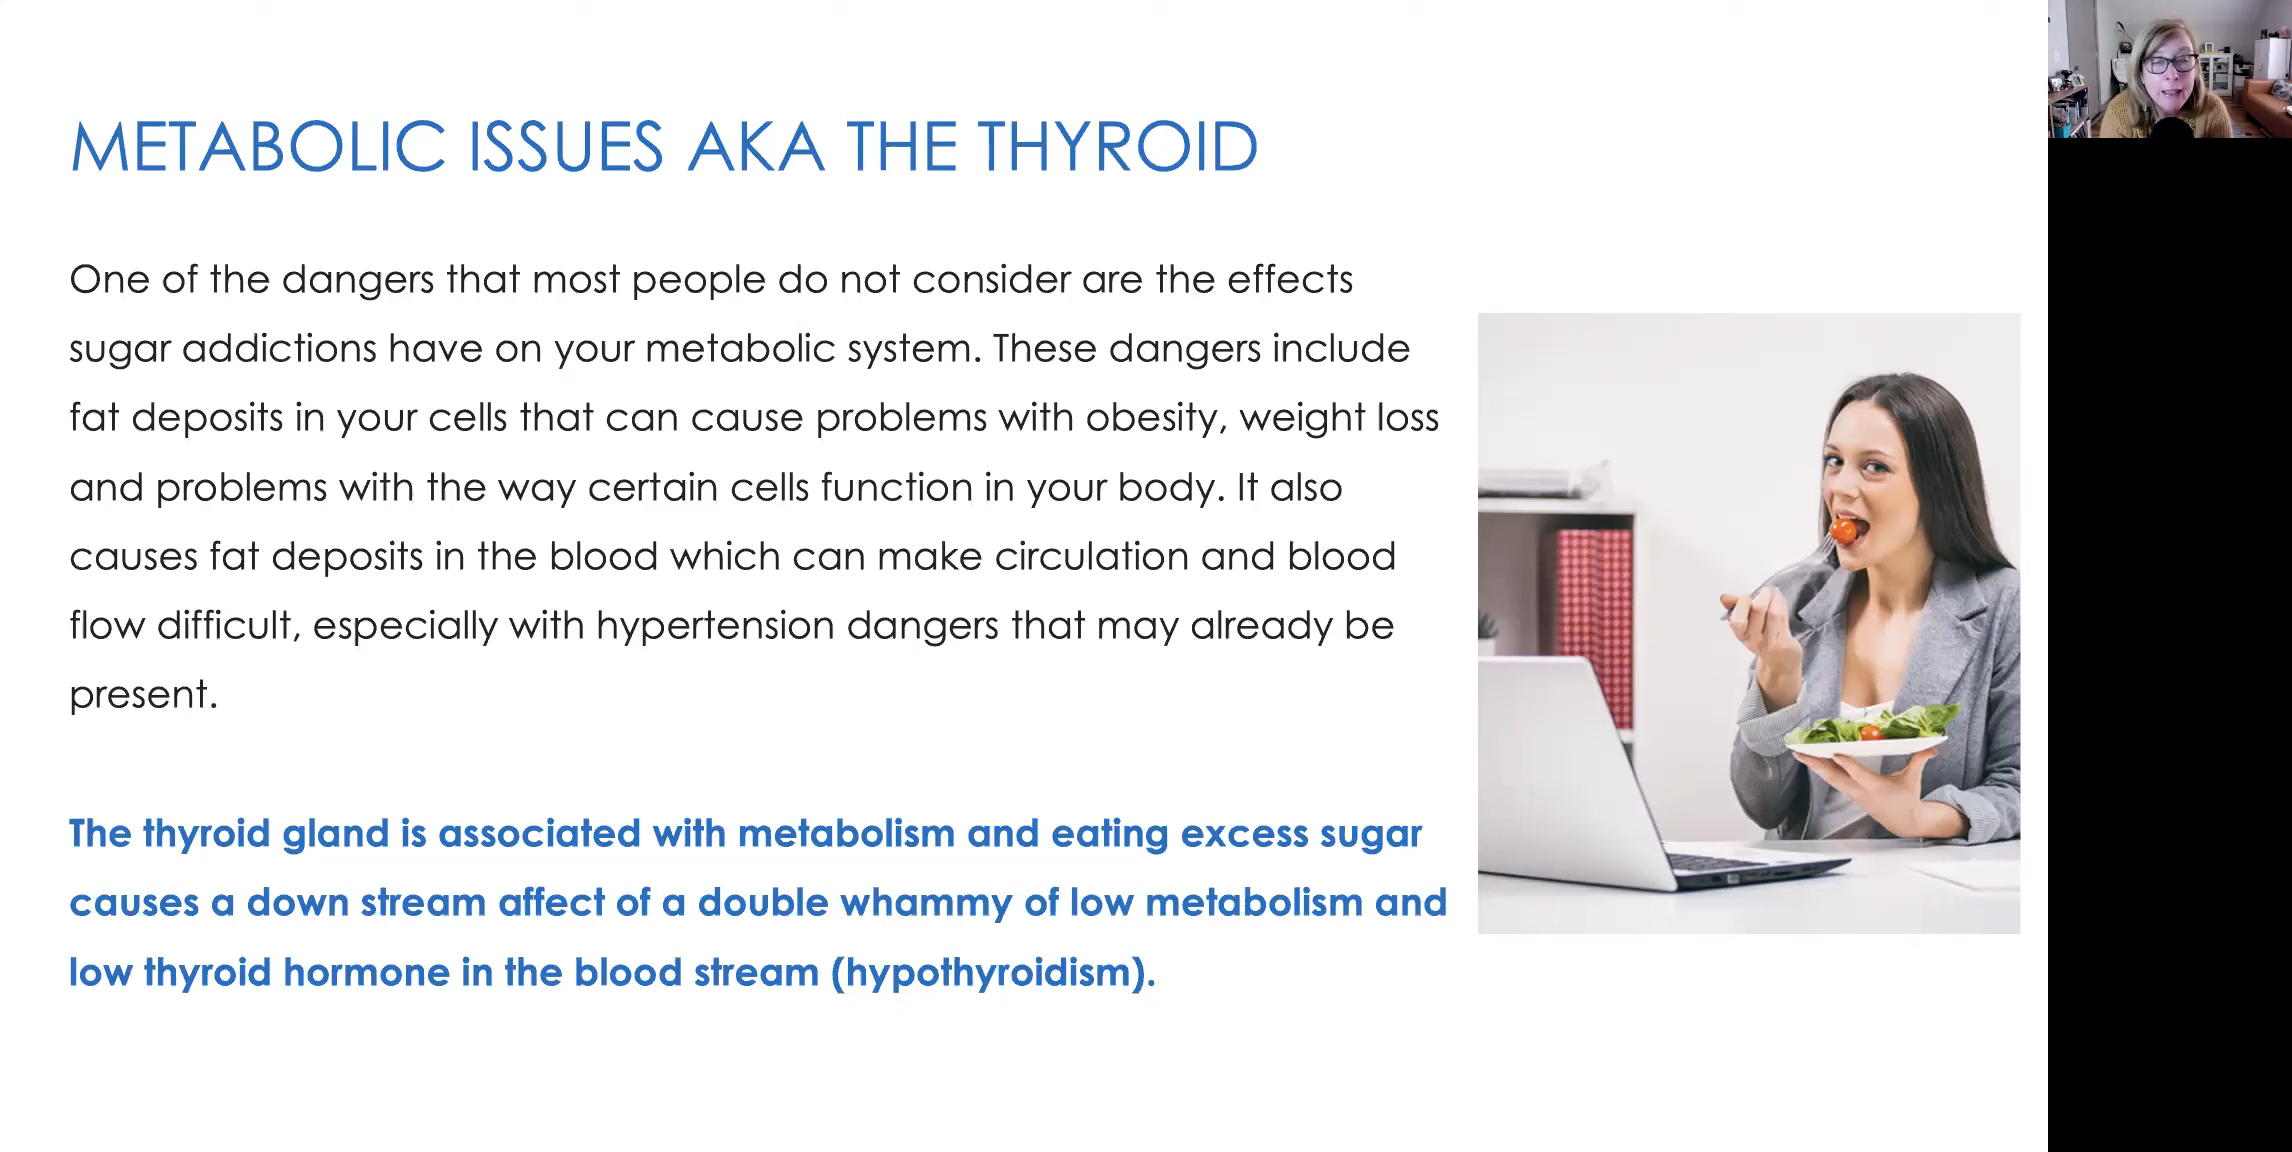 METABOLIC ISSUES AKA THE THYROID
One of the dangers that most people do not consider are the effects
sugar addictions have on your metabolic system. These dangers include
fat deposits in your cells that can cause problems with obesity, weight loss
and problems with the way certain cells function in your body. It also
causes fat deposits in the blood which can make circulation and blood
flow difficult, especially with hypertension dangers that may already be
present.
The thyroid gland is associated with metabolism and eating excess sugar
causes a down stream affect of a double whammy of low metabolism and
low thyroid hormone in the blood stream (hypothyroidism).